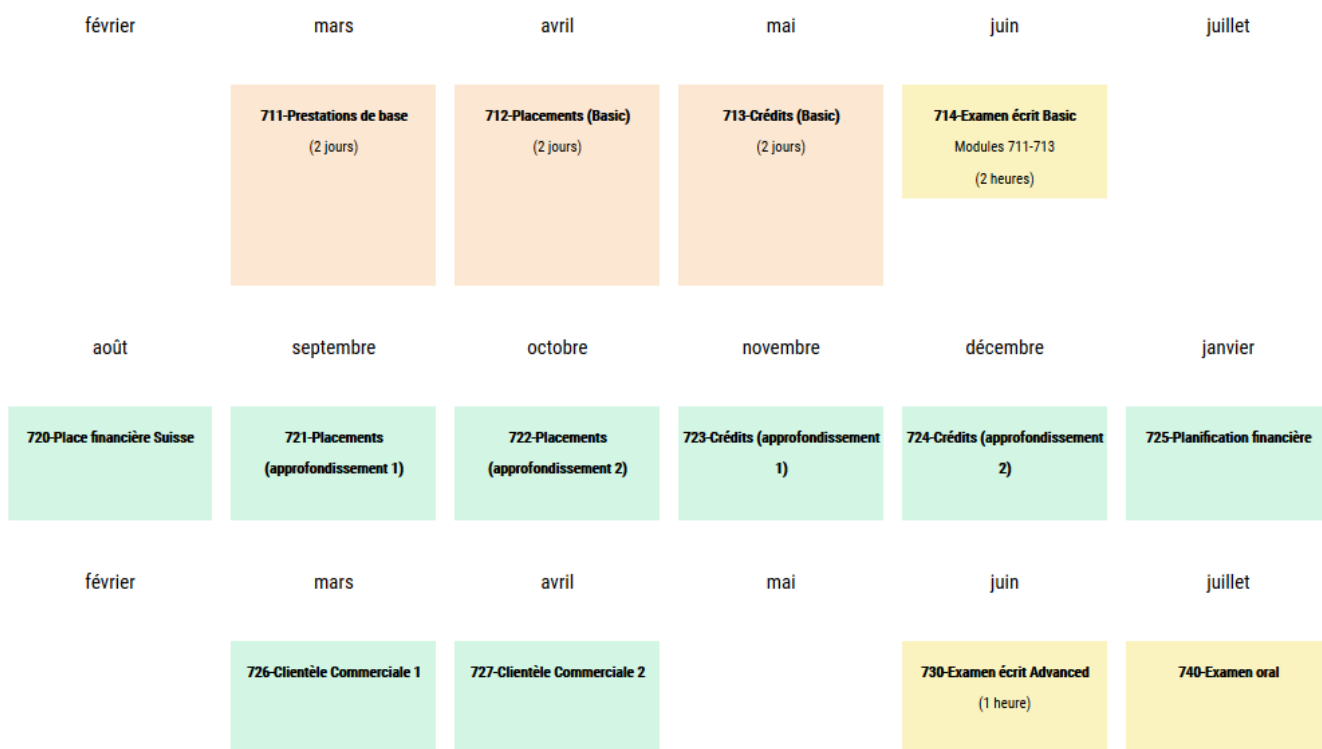 février mars avril mai juin juillet
711-Prestations de base 712-Placements (Basic) 713-Crédits (Basic) 714-Examen écrit Basic
(2 jours) (2 jours) (2 jours) Modules 711-713
(2 heures)
août septembre octobre novembre décembre janvier
720-Place financière Suisse 721-Placements 722-Placements 723-Crédits (approfondissement 724-Crédits (approfondissement 725-Planification financière
(approfondissement 1) (approfondissement 2) 1) 2)
février mars avril mai juin juillet
726-Clientèle Commerciale 1 727-Clientèle Commerciale 2 730-Examen écrit Advanced 740-Examen oral
(1 heure)